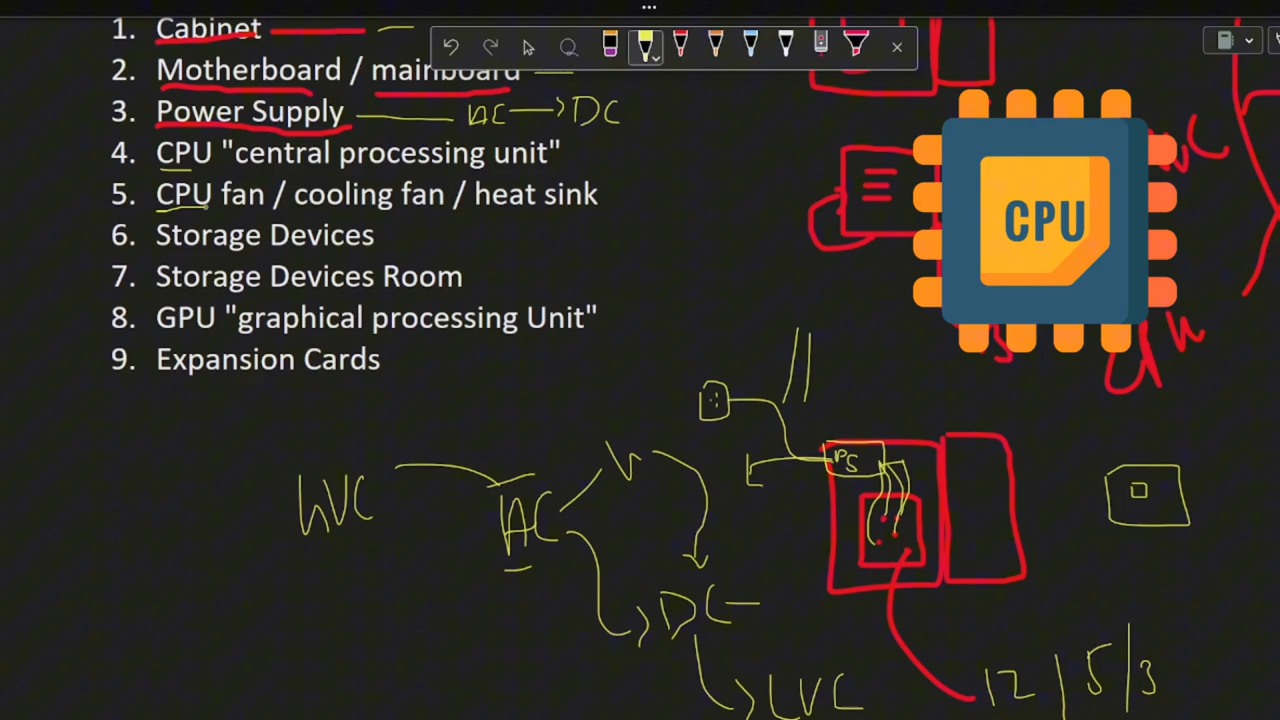 1. Cabinet
2. Motherboard / mainboard
3. Power Supply AC DC
4. CPU "central processing unit"
5. CPU fan / cooling fan / heat sink
6. Storage Devices
7. Storage Devices Room
8. GPU "graphical processing Unit"
9. Expansion Cards
CPU
PS
HVC AC
DC
LVC
12 / 5 / 3